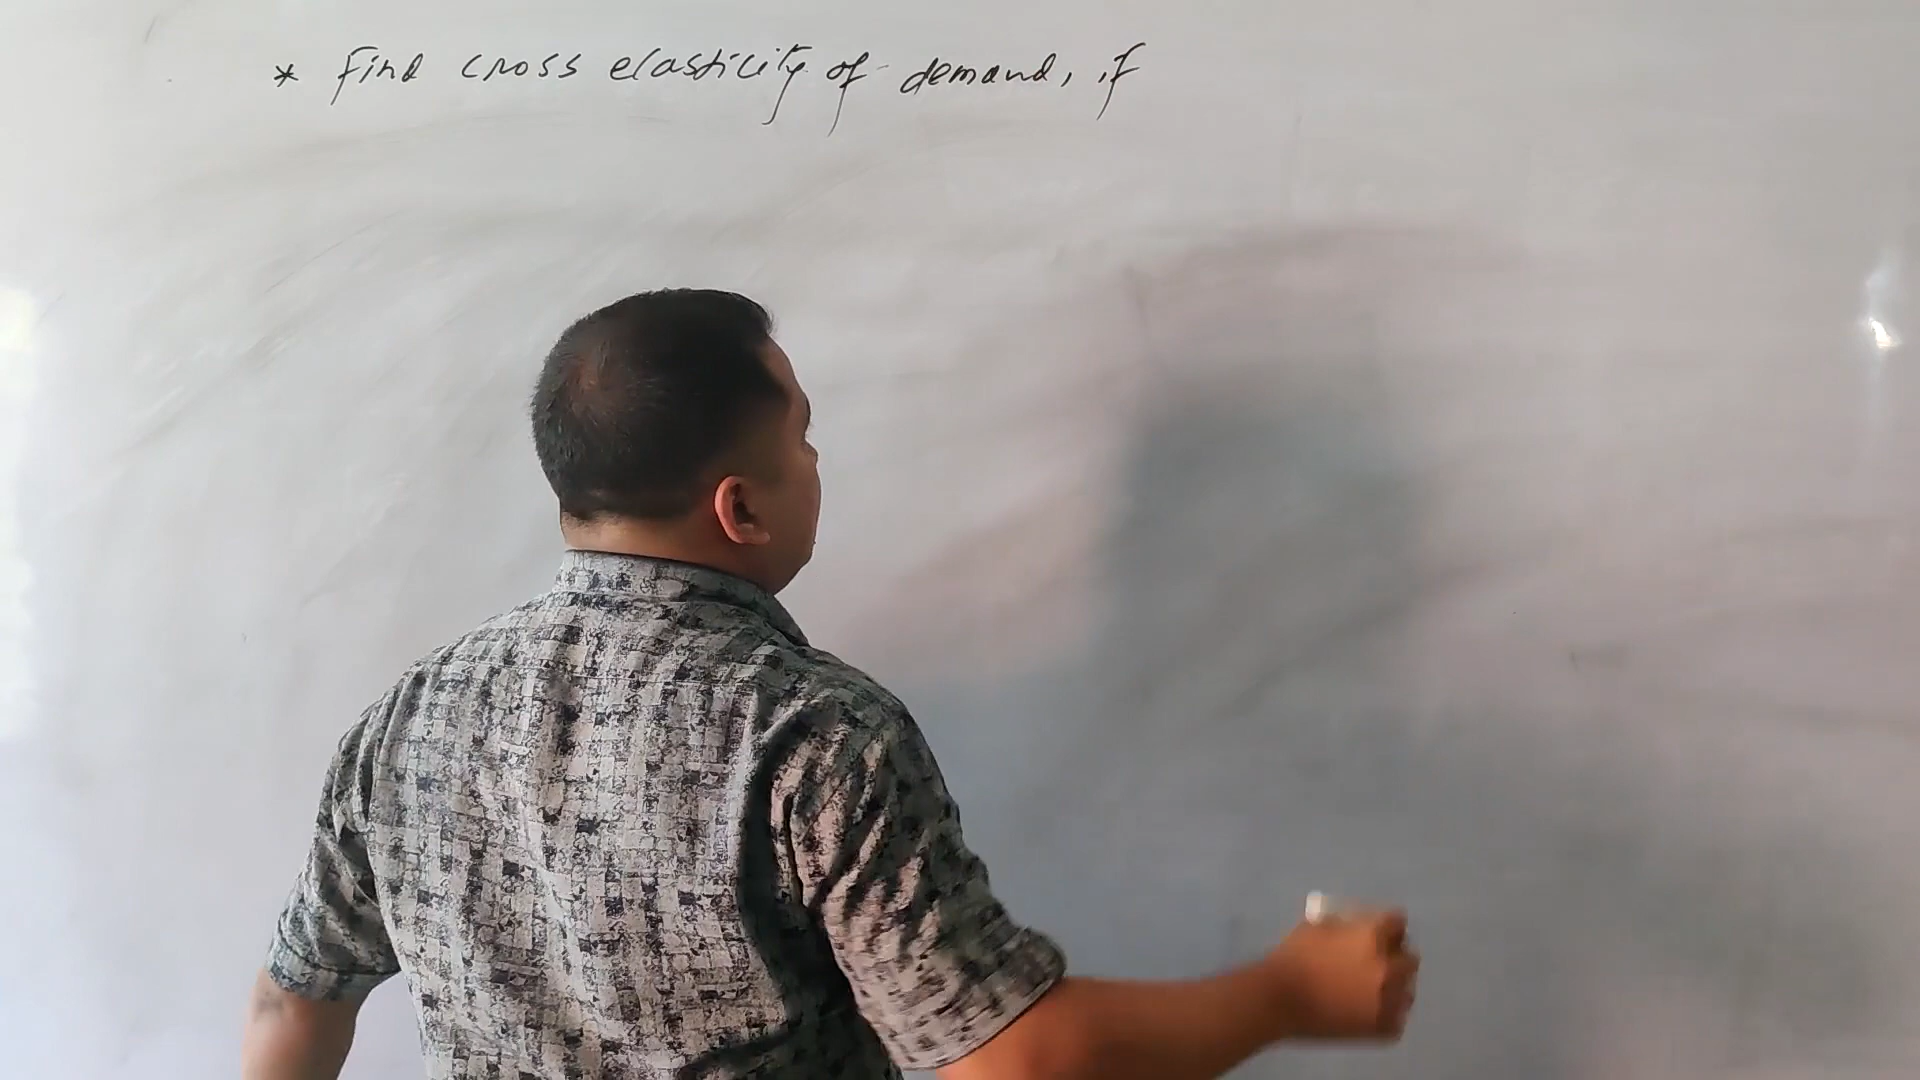 * Find cross elasticity of demand, if